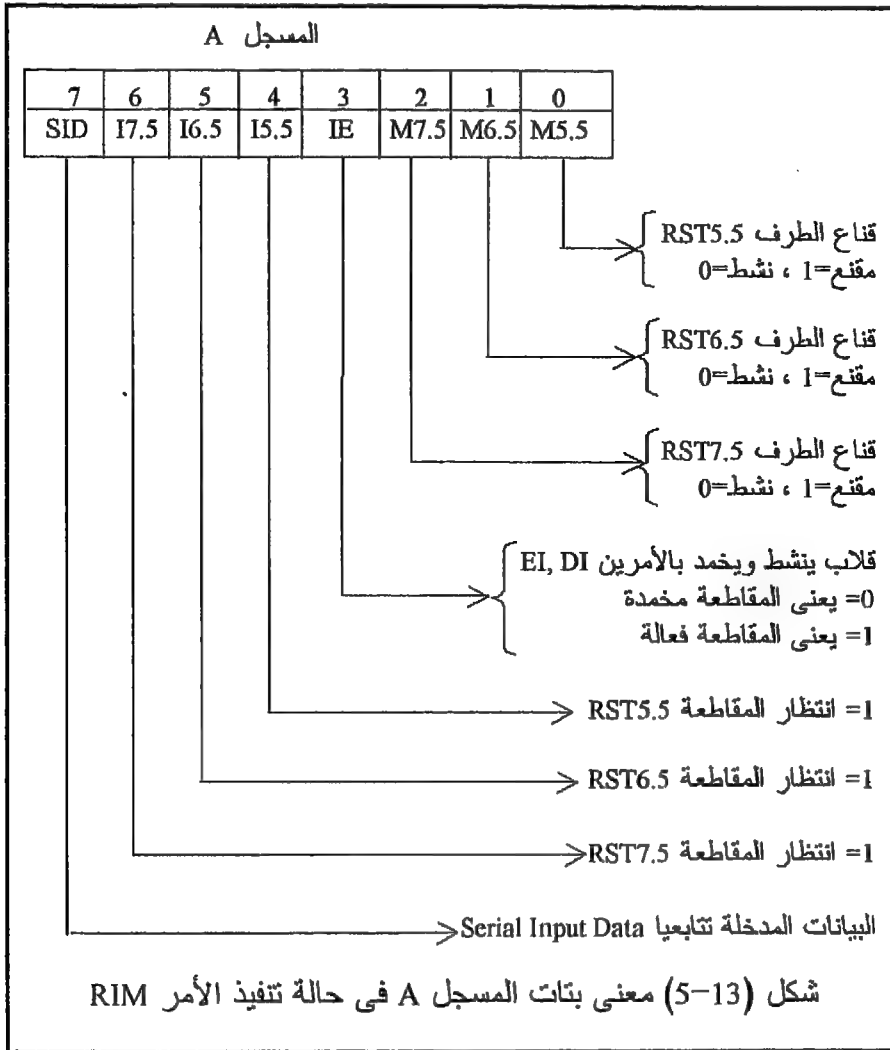 المسجل A
7 6 5 4 3 2 1 0
SID I7.5 I6.5 I5.5 IE M7.5 M6.5 M5.5
قناع الطرف RST5.5
مقنع=1 ، نشط=0
قناع الطرف RST6.5
مقنع=1 ، نشط=0
قناع الطرف RST7.5
مقنع=1 ، نشط=0
قلاب ينشط ويخمد بالأمرين EI, DI
0= يعنى المقاطعة مخمدة
1= يعنى المقاطعة فعالة
1= انتظار المقاطعة RST5.5
1= انتظار المقاطعة RST6.5
1= انتظار المقاطعة RST7.5
البيانات المدخلة تتابعيا Serial Input Data
شكل (5-13) معنى بتات المسجل A فى حالة تنفيذ الأمر RIM